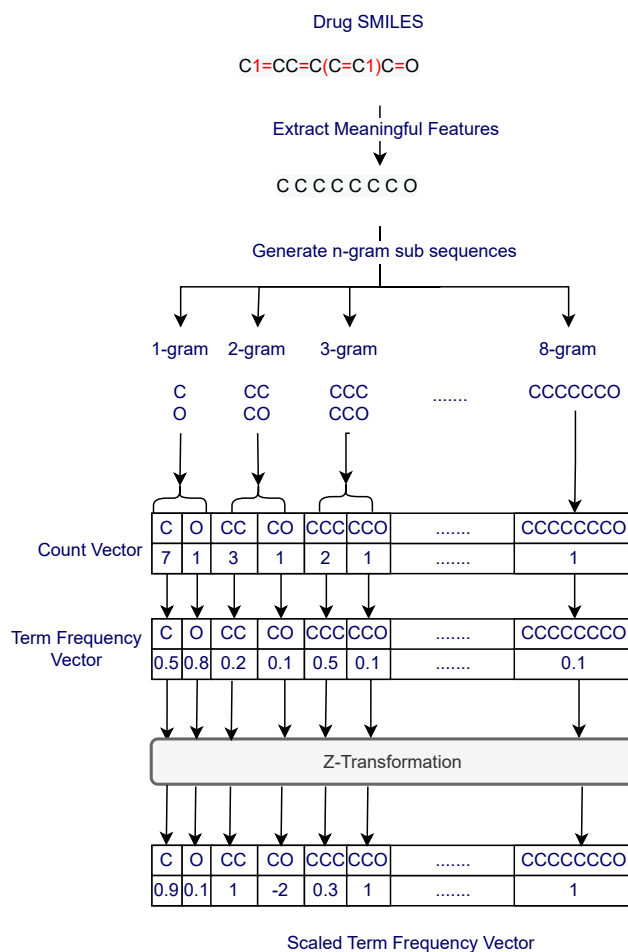 Drug SMILES
C1=CC=C(C=C1)C=O
Extract Meaningful Features
C C C C C C C O
Generate n-gram sub sequences
1-gram 2-gram 3-gram 8-gram
C CC CCC ....... CCCCCCO
O CO CCO
C O CC CO CCC CCO ....... CCCCCCCO
Count Vector 7 1 3 1 2 1 ....... 1
Term Frequency Vector
C O CC CO CCC CCO ....... CCCCCCCO
0.5 0.8 0.2 0.1 0.5 0.1 ....... 0.1
Z-Transformation
C O CC CO CCC CCO ....... CCCCCCCO
0.9 0.1 1 -2 0.3 1 ....... 1
Scaled Term Frequency Vector